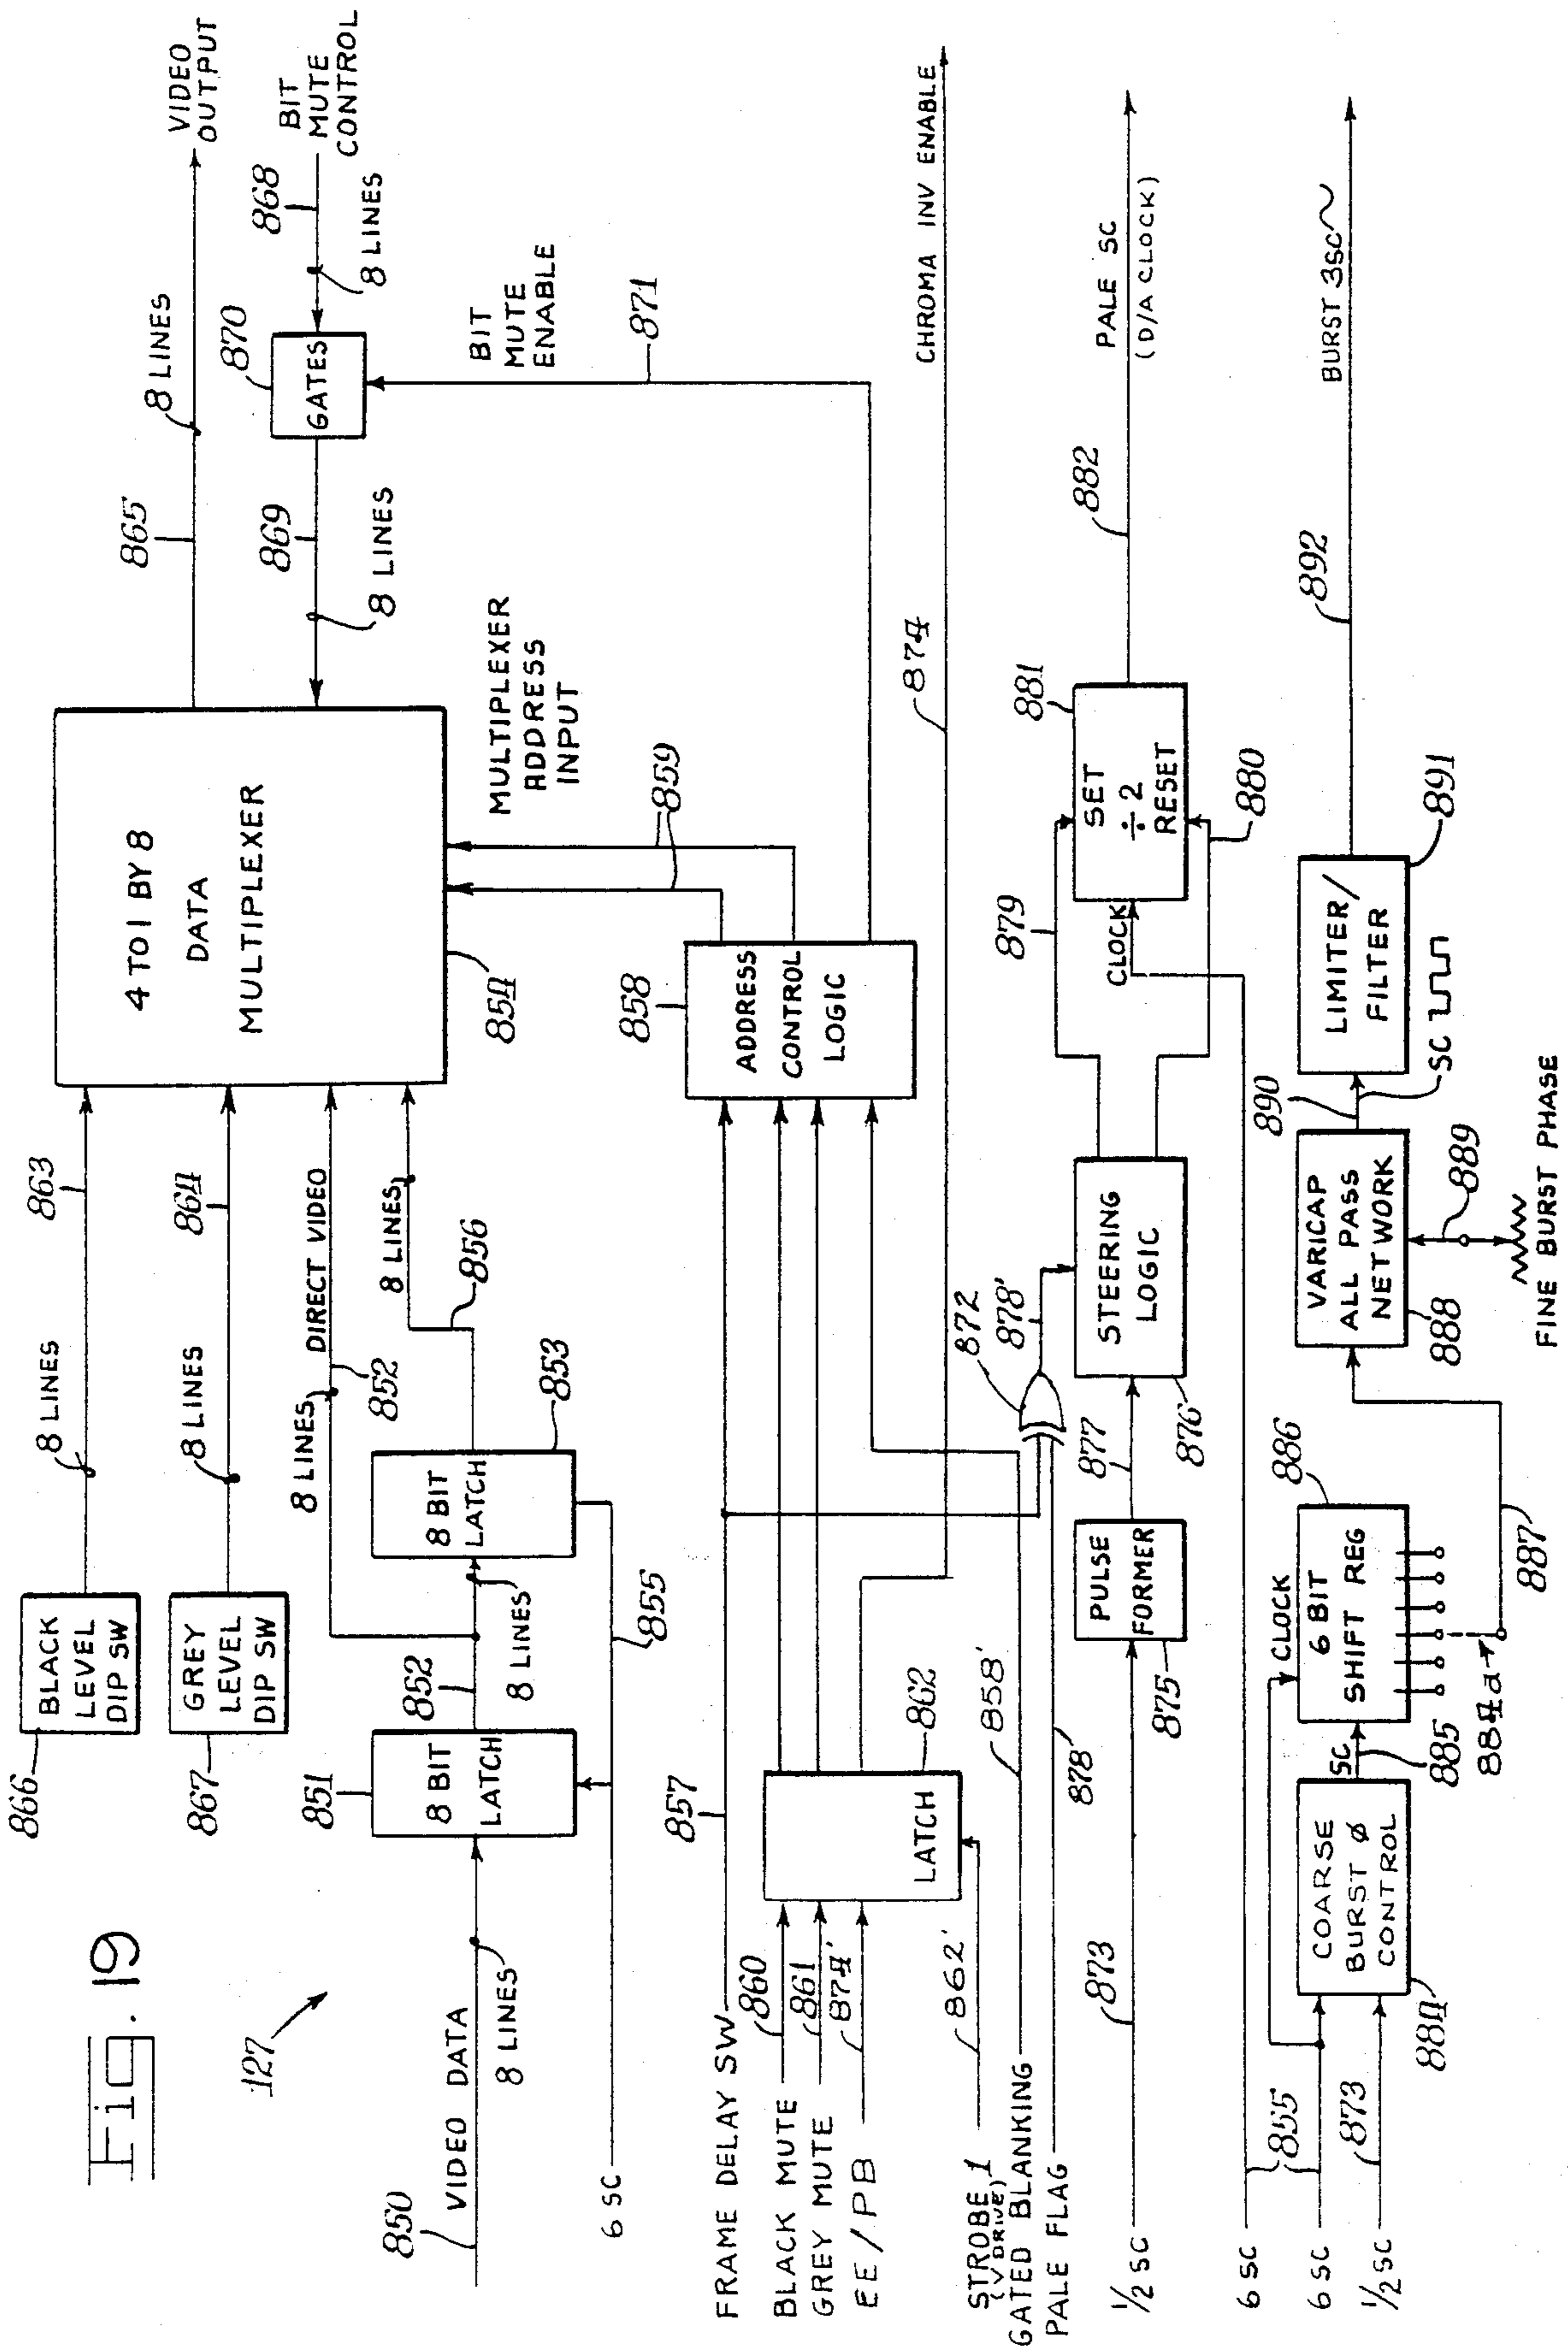 Fig. 19
127
866
BLACK
LEVEL
DIP SW
8 LINES
863
867
GREY
LEVEL
DIP SW
8 LINES
864
4 TO 1 BY 8
DATA
MULTIPLEXER
854
865
8 LINES
VIDEO
OUTPUT
850
VIDEO DATA
8 LINES
851
8 BIT
LATCH
852
8 LINES
8 LINES
852
DIRECT VIDEO
8 BIT
LATCH
853
856
8 LINES
6 SC
855
869
8 LINES
GATES
870
868
8 LINES
BIT
MUTE
CONTROL
BIT
MUTE
ENABLE
871
MULTIPLEXER
ADDRESS
INPUT
859
858
ADDRESS
CONTROL
LOGIC
FRAME DELAY SW
857
BLACK MUTE
860
GREY MUTE
861
EE/PB
874'
LATCH
862
STROBE 1
(V DRIVE)
862'
GATED BLANKING
858'
PALE FLAG
878'
872
878'
874
CHROMA INV ENABLE
1/2 SC
873
PULSE
FORMER
875
877
STEERING
LOGIC
876
879
880
CLOCK
SET
÷2
RESET
881
882
PALE SC
(D/A CLOCK)
6 SC
855
6 SC
1/2 SC
873
COARSE
BURST ø
CONTROL
884
SC
885
CLOCK
6 BIT
SHIFT REG
886
884a
887
VARICAP
ALL PASS
NETWORK
888
889
FINE BURST PHASE
890
SC
LIMITER/
FILTER
891
892
BURST 3SC